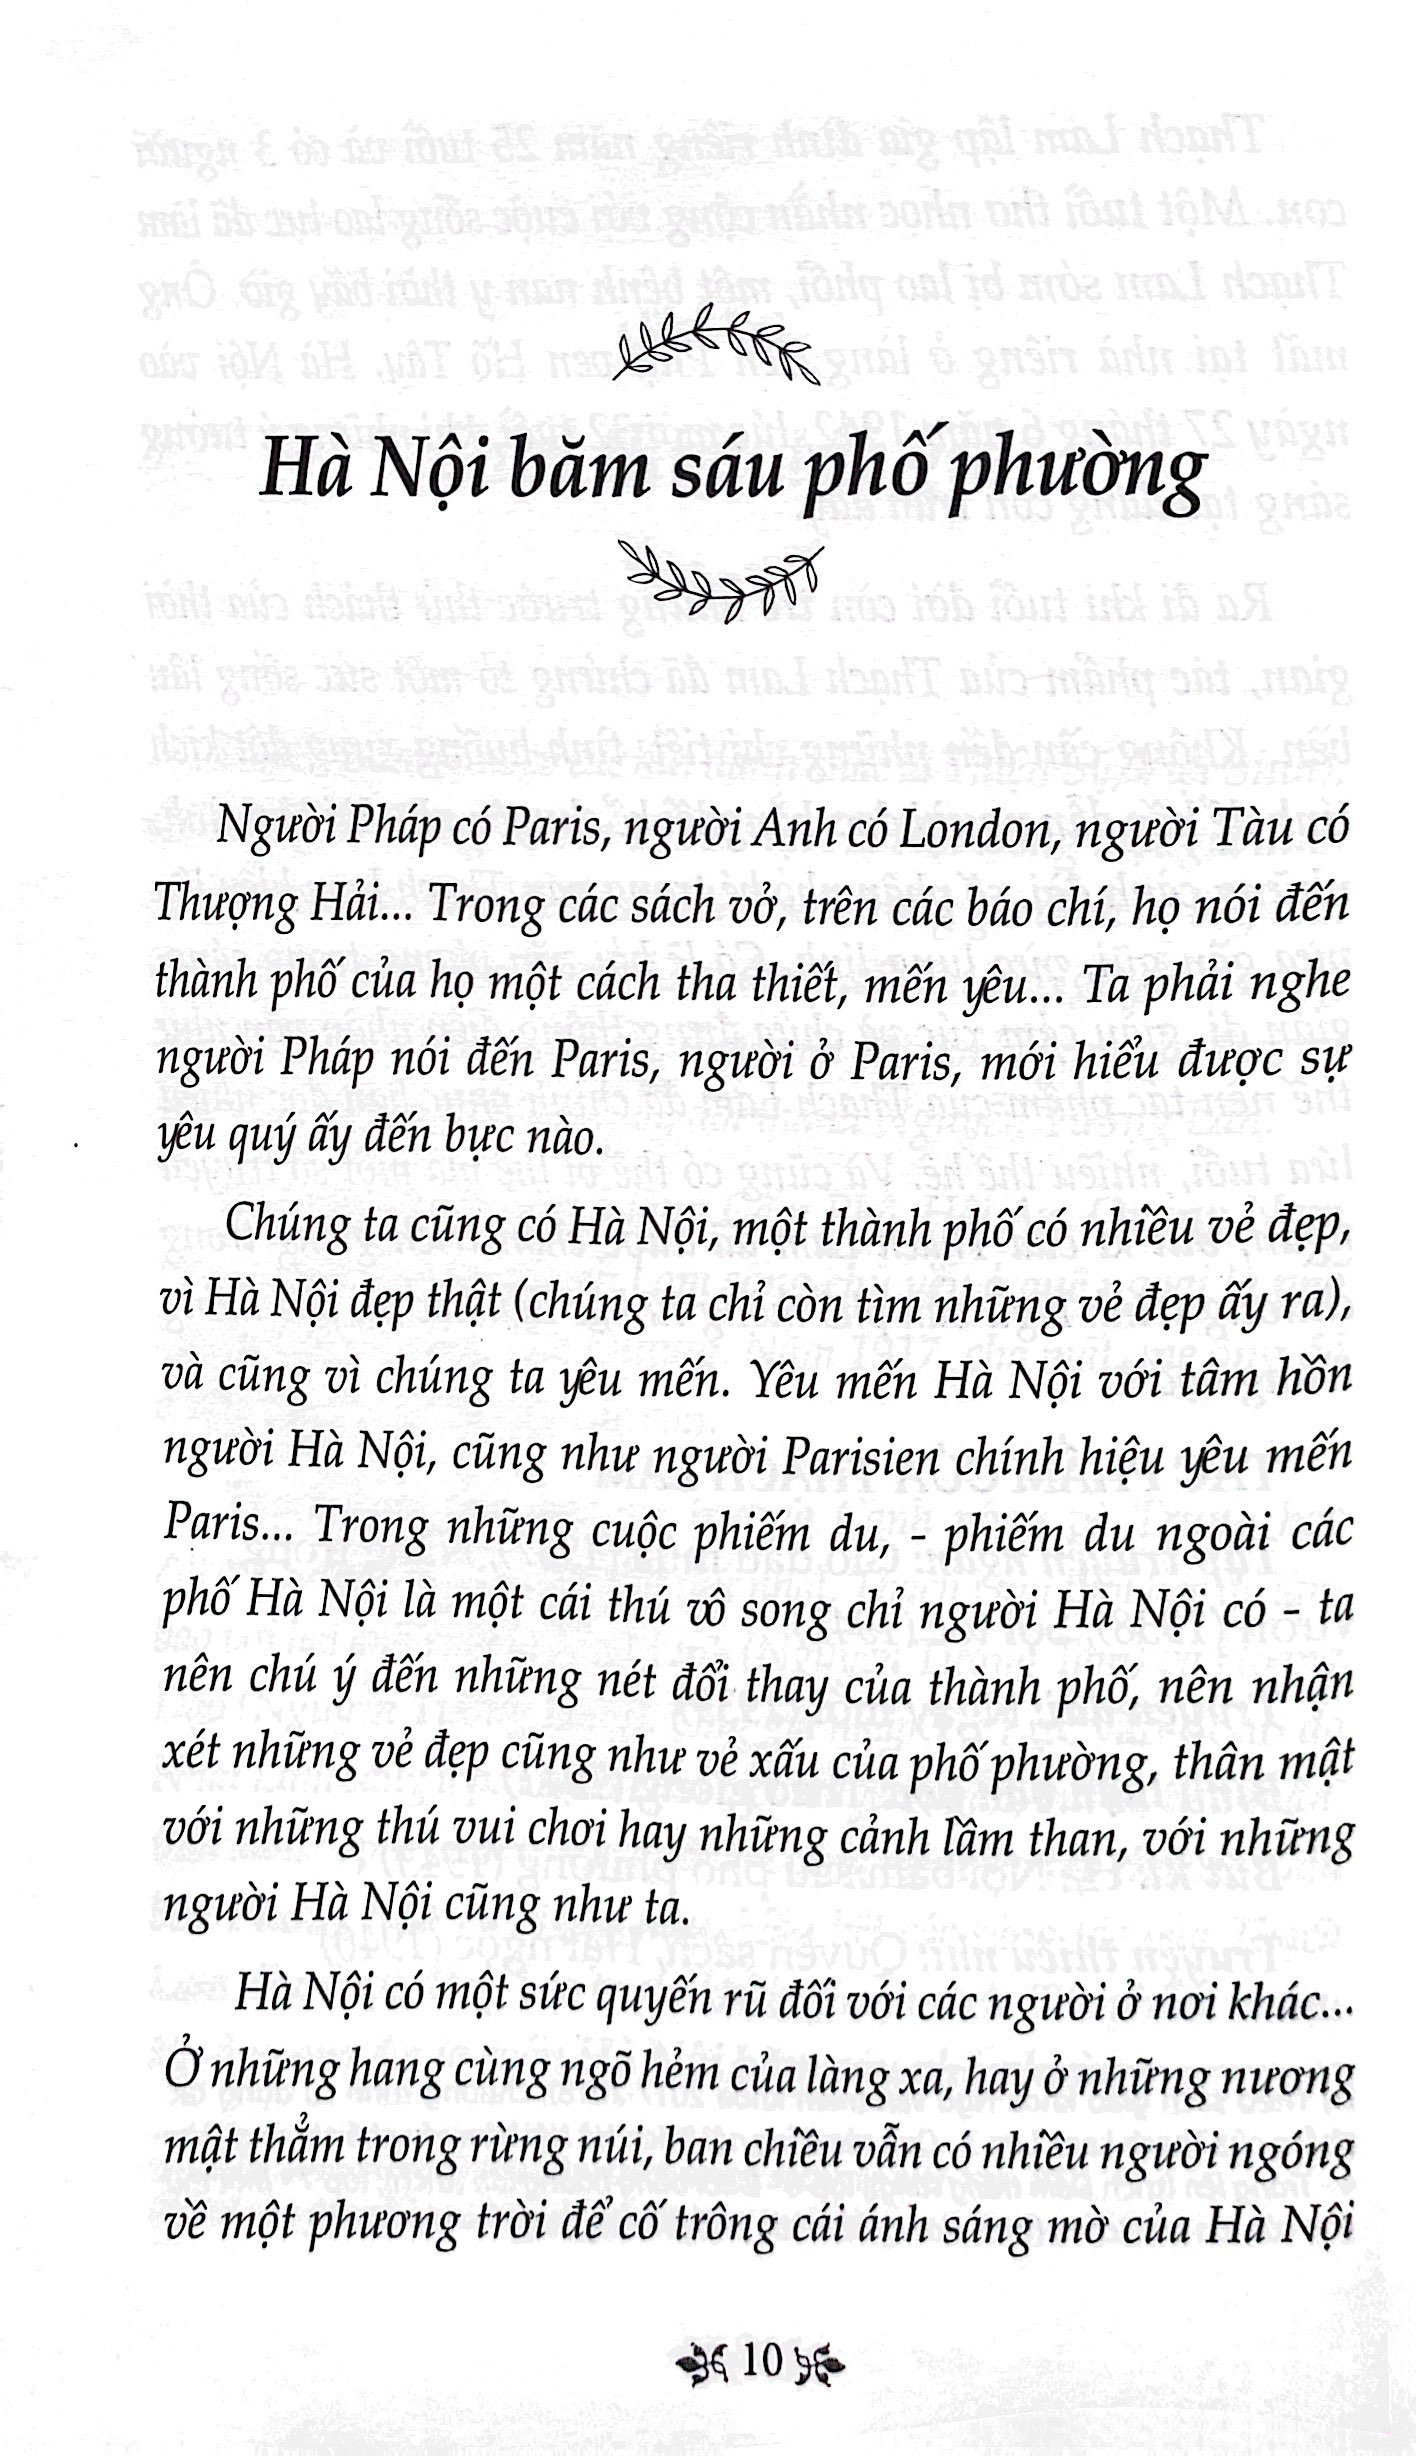 Hà Nội băm sáu phố phường
Người Pháp có Paris, người Anh có London, người Tàu có
Thượng Hải... Trong các sách vở, trên các báo chí, họ nói đến
thành phố của họ một cách tha thiết, mến yêu... Ta phải nghe
người Pháp nói đến Paris, người ở Paris, mới hiểu được sự
yêu quý ấy đến bực nào.
Chúng ta cũng có Hà Nội, một thành phố có nhiều vẻ đẹp,
vì Hà Nội đẹp thật (chúng ta chỉ còn tìm những vẻ đẹp ấy ra),
và cũng vì chúng ta yêu mến. Yêu mến Hà Nội với tâm hồn
người Hà Nội, cũng như người Parisien chính hiệu yêu mến
Paris... Trong những cuộc phiếm du, - phiếm du ngoài các
phố Hà Nội là một cái thú vô song chỉ người Hà Nội có - ta
nên chú ý đến những nét đổi thay của thành phố, nên nhận
xét những vẻ đẹp cũng như vẻ xấu của phố phường, thân mật
với những thú vui chơi hay những cảnh lầm than, với những
người Hà Nội cũng như ta.
Hà Nội có một sức quyến rũ đối với các người ở nơi khác...
Ở những hang cùng ngõ hẻm của làng xa, hay ở những nương
mật thẳm trong rừng núi, ban chiều vẫn có nhiều người ngóng
về một phương trời để cố trông cái ánh sáng mờ của Hà Nội
10